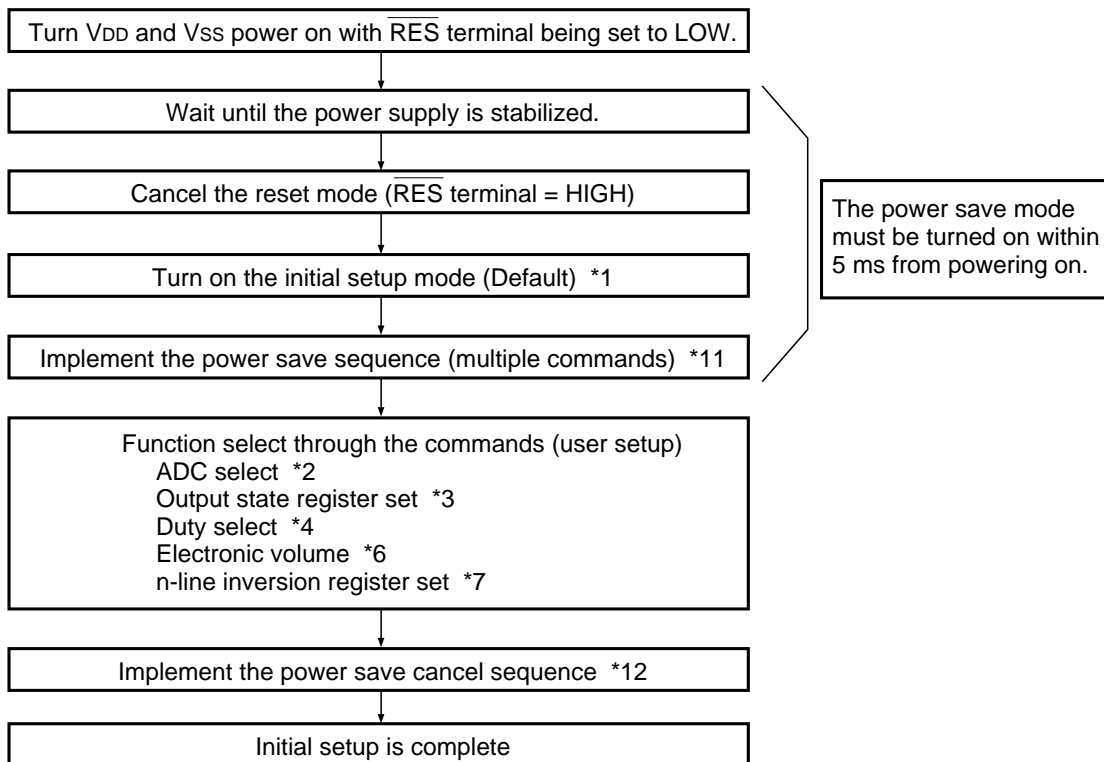 Turn VDD and VSS power on with RES terminal being set to LOW.
Wait until the power supply is stabilized.
Cancel the reset mode (RES terminal = HIGH)
Turn on the initial setup mode (Default) *1
Implement the power save sequence (multiple commands) *11
The power save mode
must be turned on within
5 ms from powering on.
Function select through the commands (user setup)
ADC select *2
Output state register set *3
Duty select *4
Electronic volume *6
n-line inversion register set *7
Implement the power save cancel sequence *12
Initial setup is complete